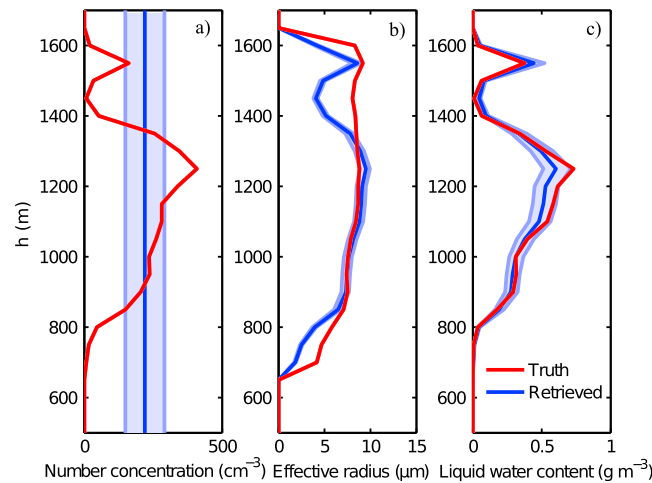 a)
b)
c)
1600
1400
1200
1000
800
600
h (m)
0
500
0
5
10
15
0
0.5
1
Truth
Retrieved
Number concentration (cm⁻³)
Effective radius (μm)
Liquid water content (g m⁻³)